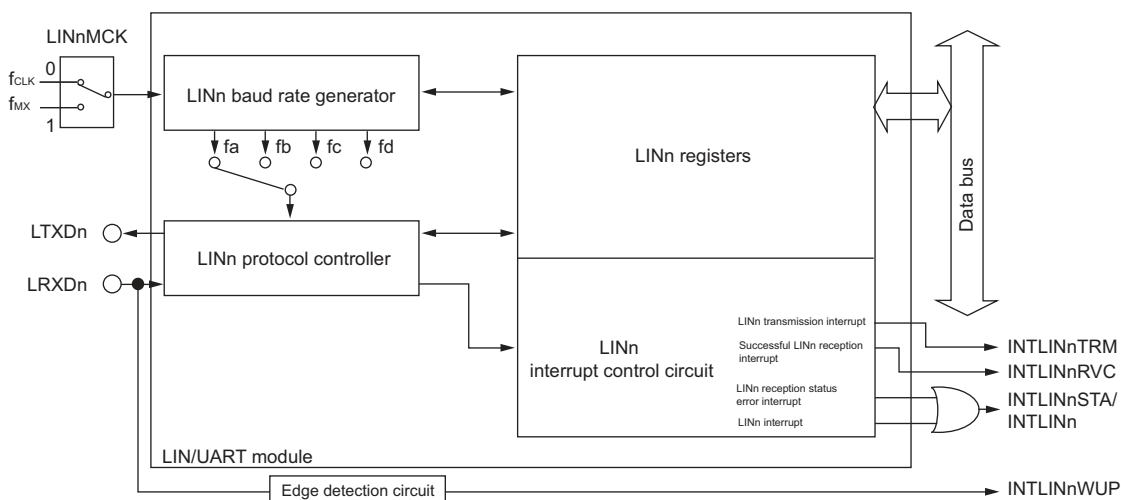 LINnMCK
0
fCLK
fMX
1
LINn baud rate generator
fa
fb
fc
fd
LINn registers
Data bus
LTXDn
LRXDn
LINn protocol controller
LINn
interrupt control circuit
LINn transmission interrupt
Successful LINn reception
interrupt
LINn reception status
error interrupt
LINn interrupt
INTLINnTRM
INTLINnRVC
INTLINnSTA/
INTLINn
LIN/UART module
Edge detection circuit
INTLINnWUP